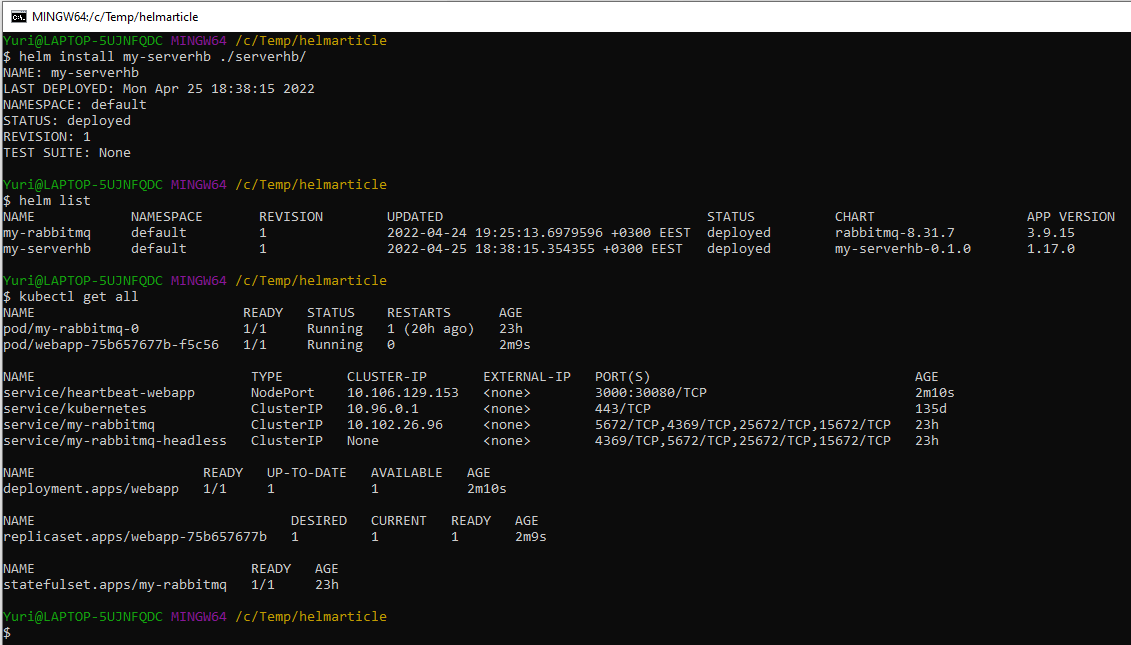 MINGW64:/c/Temp/helmarticle
Yuri@LAPTOP-5UJNFQDC MINGW64 /c/Temp/helmarticle
$ helm install my-serverhb ./serverhb/
NAME: my-serverhb
LAST DEPLOYED: Mon Apr 25 18:38:15 2022
NAMESPACE: default
STATUS: deployed
REVISION: 1
TEST SUITE: None
Yuri@LAPTOP-5UJNFQDC MINGW64 /c/Temp/helmarticle
$ helm list
NAME NAMESPACE REVISION UPDATED STATUS CHART APP VERSION
my-rabbitmq default 1 2022-04-24 19:25:13.6979596 +0300 EEST deployed rabbitmq-8.31.7 3.9.15
my-serverhb default 1 2022-04-25 18:38:15.354355 +0300 EEST deployed my-serverhb-0.1.0 1.17.0
Yuri@LAPTOP-5UJNFQDC MINGW64 /c/Temp/helmarticle
$ kubectl get all
NAME READY STATUS RESTARTS AGE
pod/my-rabbitmq-0 1/1 Running 1 (20h ago) 23h
pod/webapp-75b657677b-f5c56 1/1 Running 0 2m9s
NAME TYPE CLUSTER-IP EXTERNAL-IP PORT(S) AGE
service/heartbeat-webapp NodePort 10.106.129.153 <none> 3000:30080/TCP 2m10s
service/kubernetes ClusterIP 10.96.0.1 <none> 443/TCP 135d
service/my-rabbitmq ClusterIP 10.102.26.96 <none> 5672/TCP,4369/TCP,25672/TCP,15672/TCP 23h
service/my-rabbitmq-headless ClusterIP None <none> 4369/TCP,5672/TCP,25672/TCP,15672/TCP 23h
NAME READY UP-TO-DATE AVAILABLE AGE
deployment.apps/webapp 1/1 1 1 2m10s
NAME DESIRED CURRENT READY AGE
replicaset.apps/webapp-75b657677b 1 1 1 2m9s
NAME READY AGE
statefulset.apps/my-rabbitmq 1/1 23h
Yuri@LAPTOP-5UJNFQDC MINGW64 /c/Temp/helmarticle
$